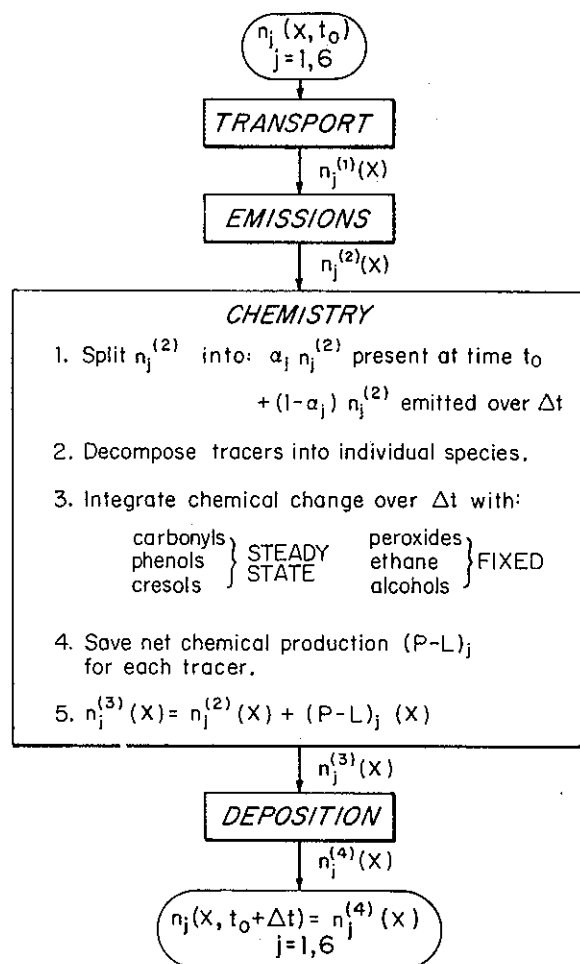 n_j (x, t_0)
j=1,6
TRANSPORT
n_j^(1)(X)
EMISSIONS
n_j^(2)(X)
CHEMISTRY
1. Split n_j^(2) into: α_j n_j^(2) present at time t_0
+ (1-α_j) n_j^(2) emitted over Δt
2. Decompose tracers into individual species.
3. Integrate chemical change over Δt with:
carbonyls
phenols
cresols
} STEADY
STATE
peroxides
ethane
alcohols
} FIXED
4. Save net chemical production (P-L)_j
for each tracer.
5. n_j^(3) (X) = n_j^(2) (X) + (P-L)_j (X)
n_j^(3)(X)
DEPOSITION
n_j^(4)(X)
n_j(X, t_0+Δt) = n_j^(4) (X)
j=1,6